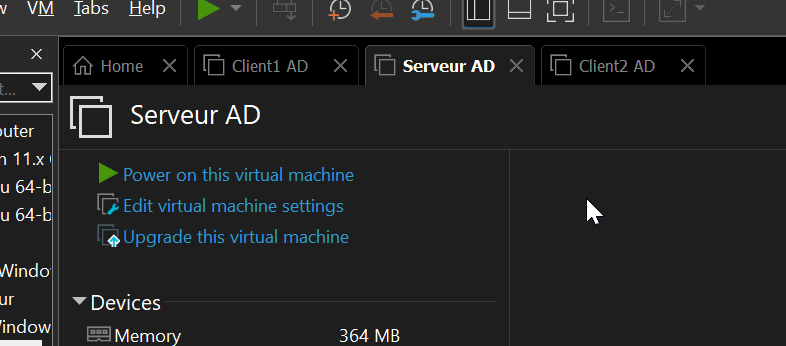 VM Tabs Help
Home
Client1 AD
Serveur AD
Client2 AD
Serveur AD
Power on this virtual machine
Edit virtual machine settings
Upgrade this virtual machine
Devices
Memory 364 MB
t...
outer
n 11.x
u 64-b
u 64-b
Windo
ur
Window